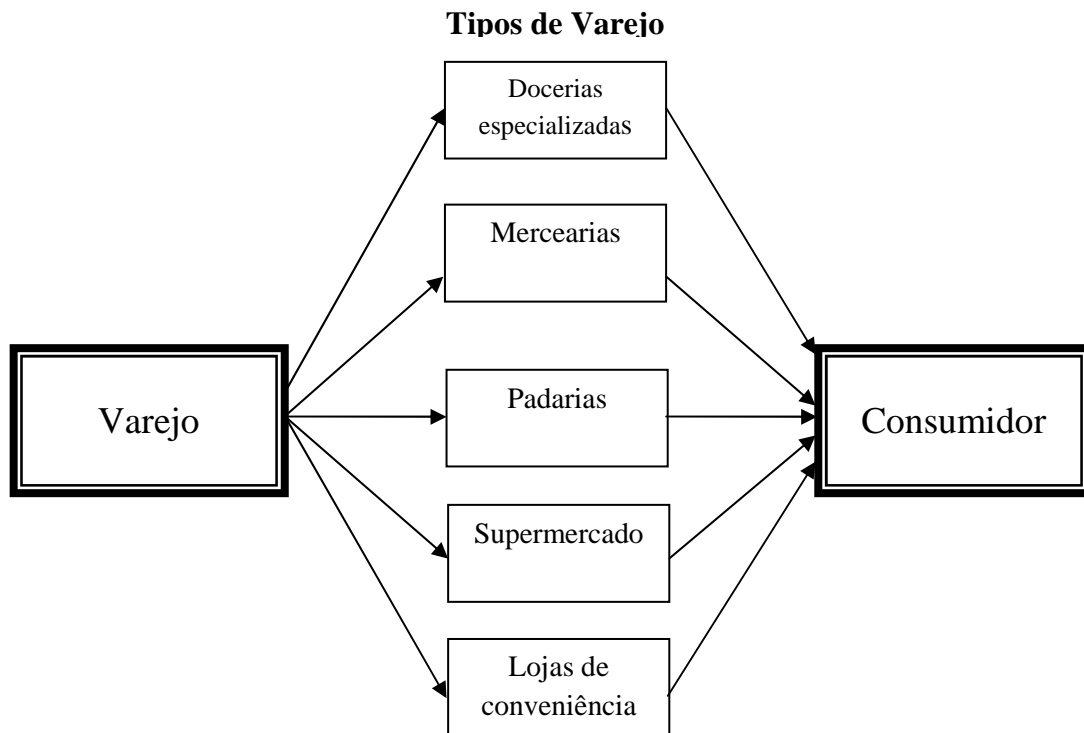 Tipos de Varejo
Docerias
especializadas
Mercearias
Varejo
Padarias
Consumidor
Supermercado
Lojas de
conveniência